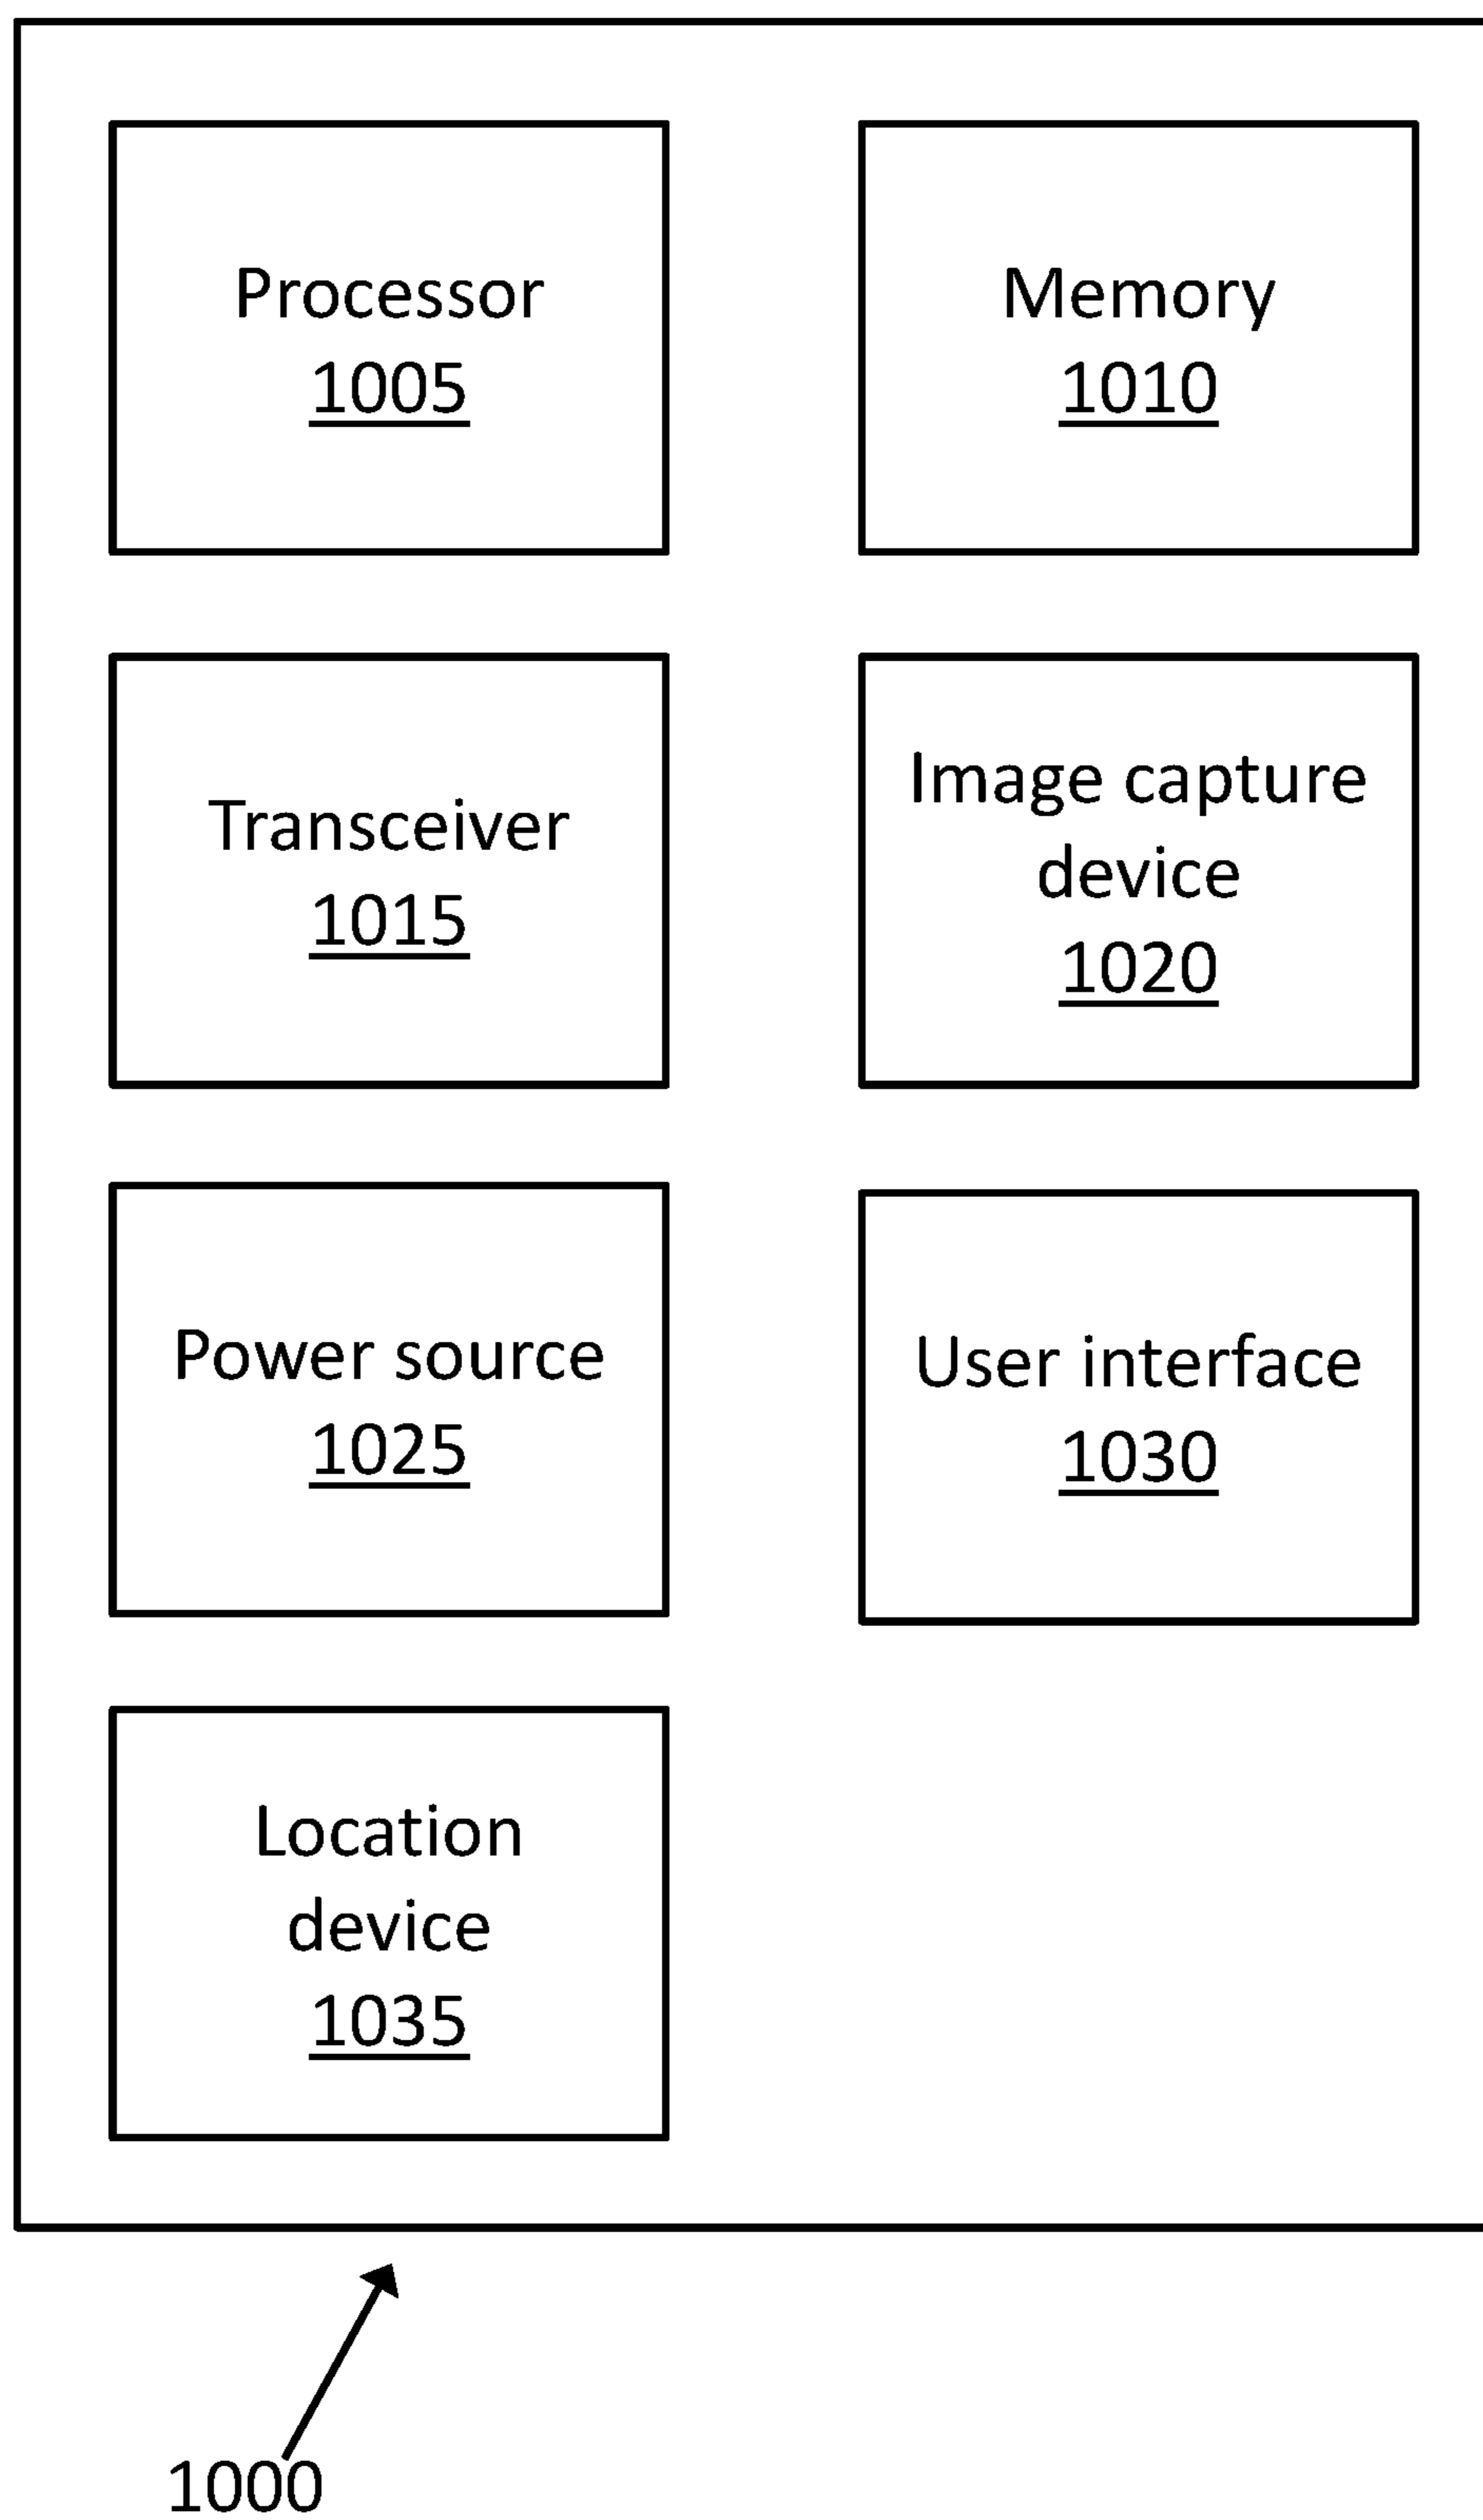 Processor
1005
Memory
1010
Transceiver
1015
Image capture
device
1020
Power source
1025
User interface
1030
Location
device
1035
1000